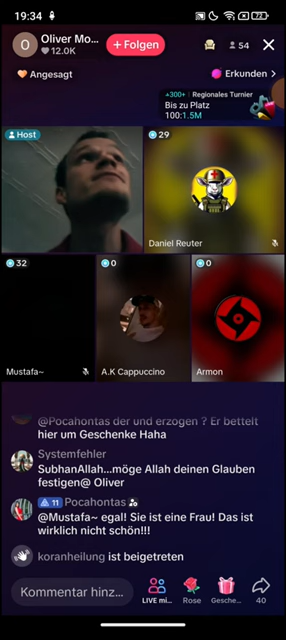 19:34
72
Oliver Mo...
12.0K
+ Folgen
54
Angesagt
Erkunden >
+300↑ Regionales Turnier
Bis zu Platz
100:1.5M
Host
29
Daniel Reuter
32
0
0
Mustafa~
A.K Cappuccino
Armon
@Pocahontas der und erzogen ? Er bettelt
hier um Geschenke Haha
Systemfehler
SubhanAllah...möge Allah deinen Glauben
festigen@ Oliver
11 Pocahontas
@Mustafa~ egal! Sie ist eine Frau! Das ist
wirklich nicht schön!!!
koranheilung ist beigetreten
Kommentar hinz...
LIVE mi...
Rose
Gesche...
40